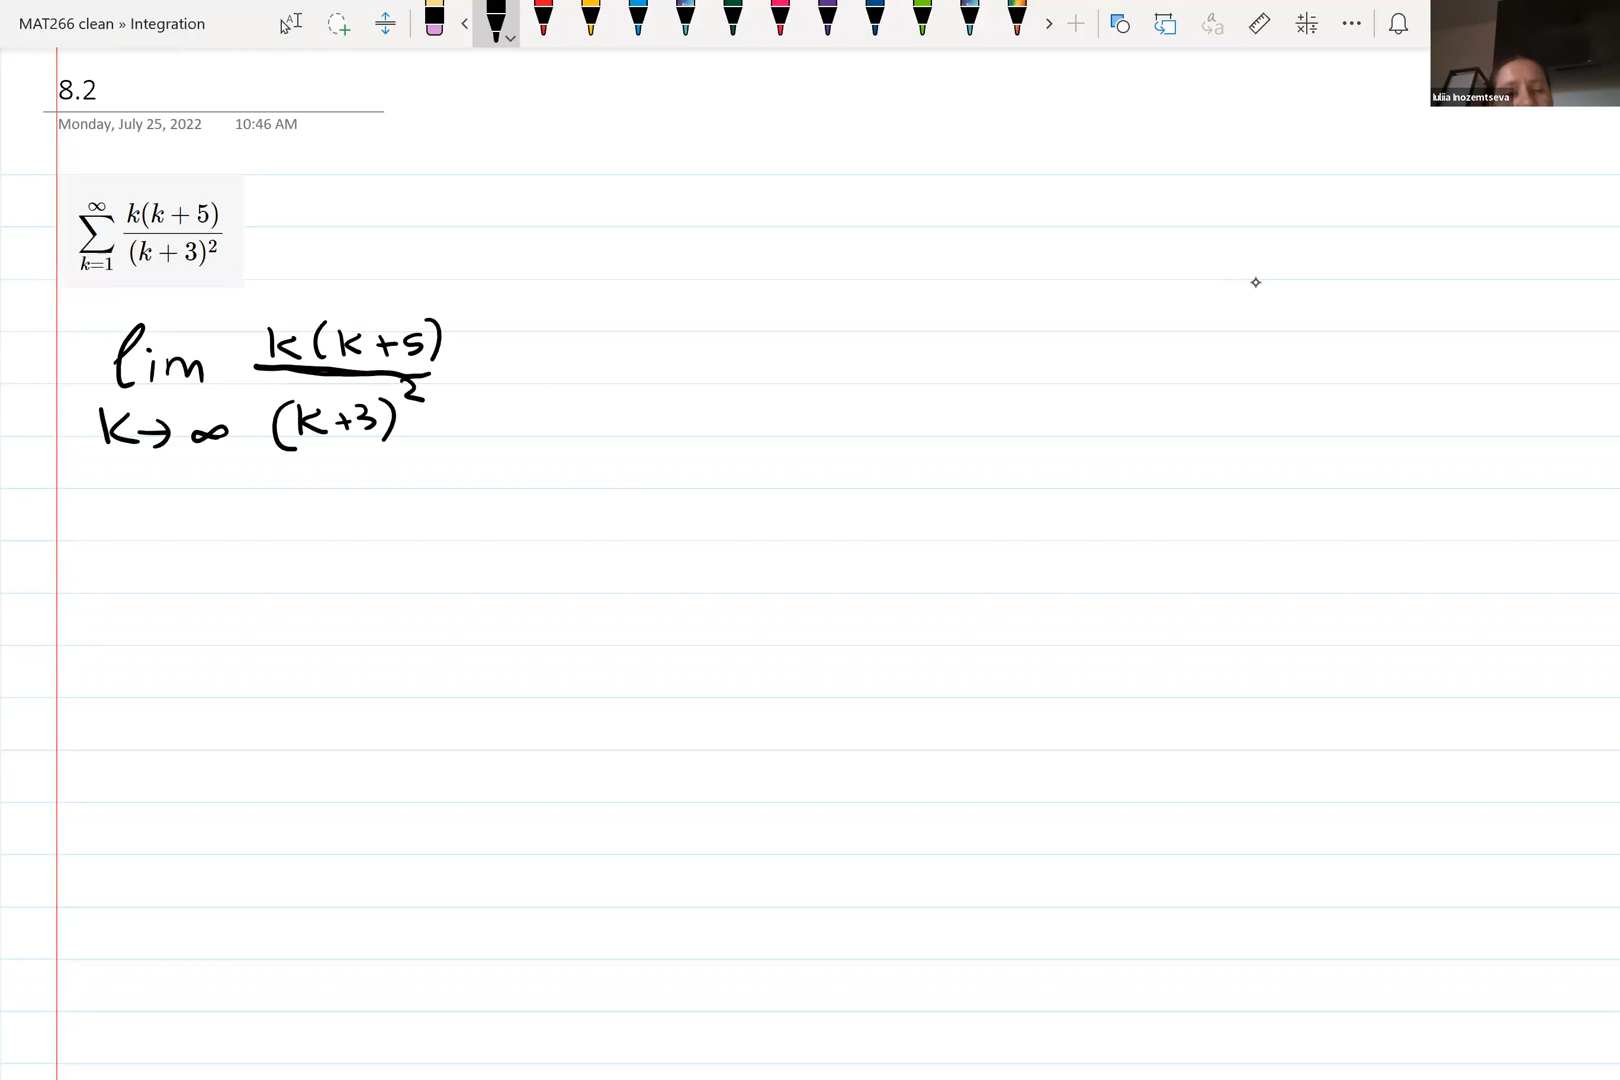 MAT266 clean » Integration
Iuliia Inozemtseva
8.2
Monday, July 25, 2022 10:46 AM
∞
∑ k(k + 5) / (k + 3)²
k=1
lim k(k+5) / (k+3)²
k→∞